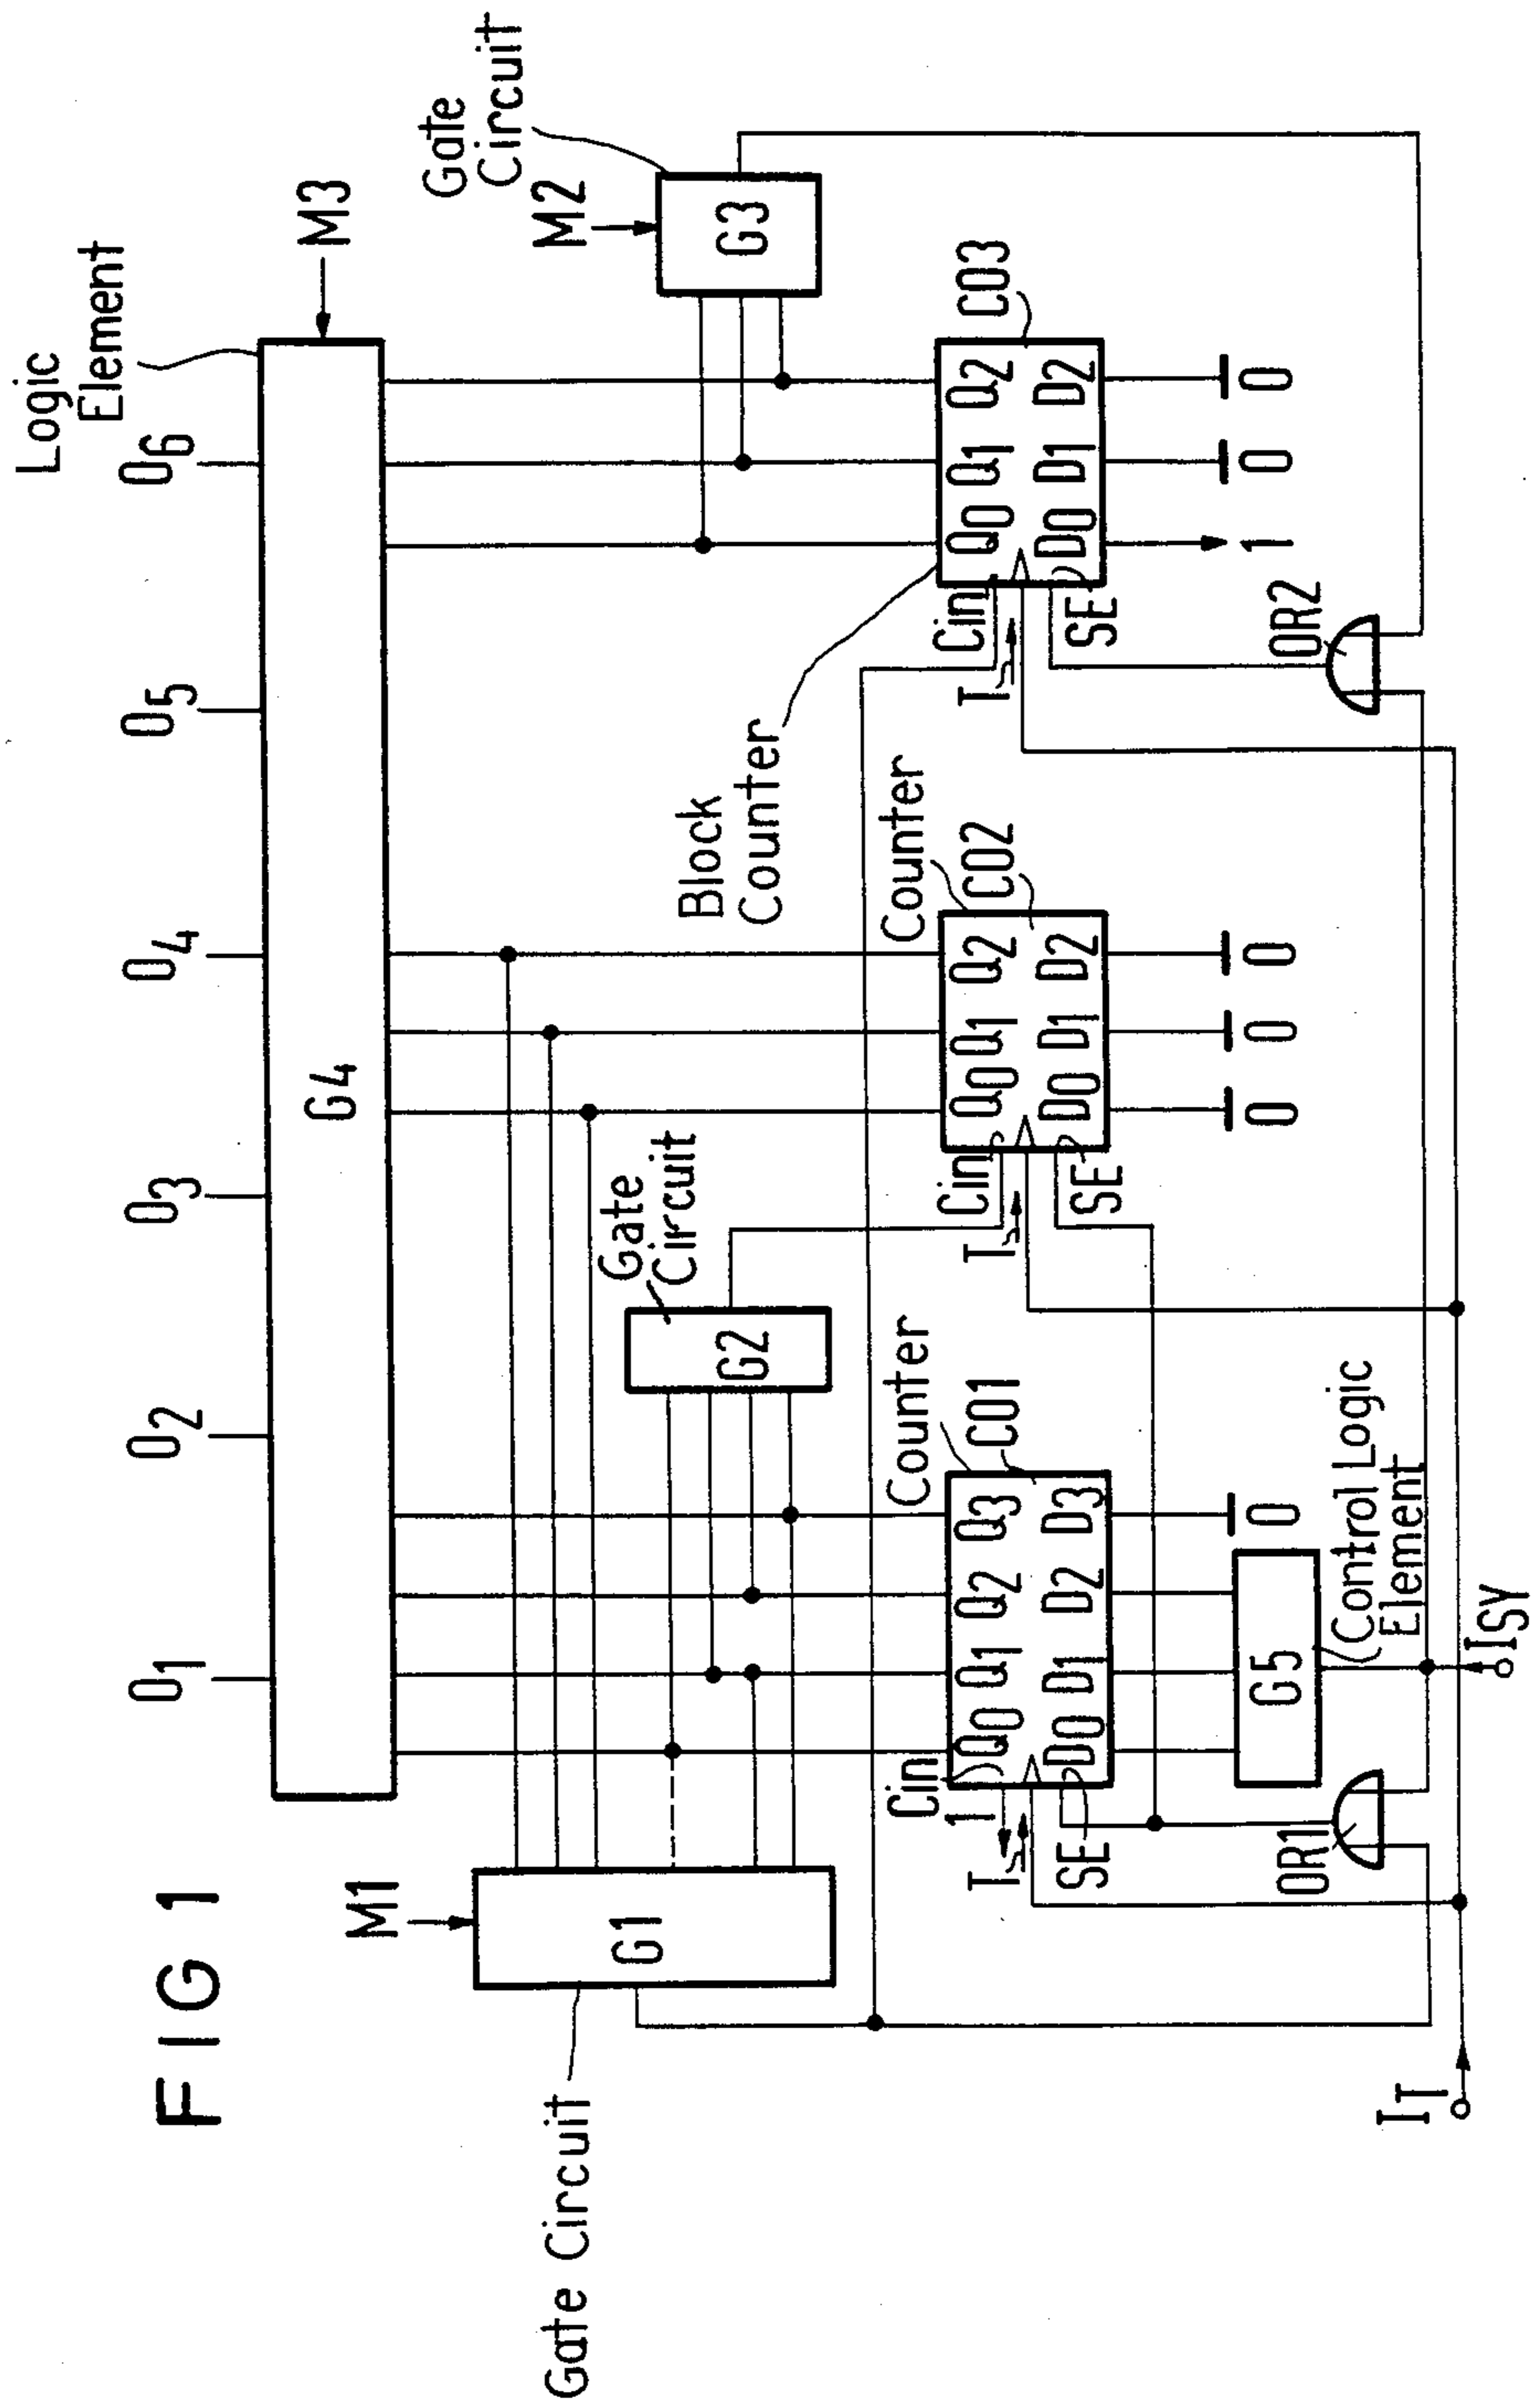 FIG 1
O1
O2
O3
O4
O5
O6
Logic
Element
G4
M3
M1
G1
Gate Circuit
G2
Gate
Circuit
M2
G3
Gate
Circuit
Counter
CO1
Cin
1
T
SE
Q0 Q1 Q2 Q3
D0 D1 D2 D3
0
Counter
CO2
Cin
T
SE
Q0 Q1 Q2
D0 D1 D2
0 0 0
Block
Counter
CO3
Cin
T
SE
Q0 Q1 Q2
D0 D1 D2
1 0 0
G5
Control Logic
Element
OR1
OR2
IT
ISY